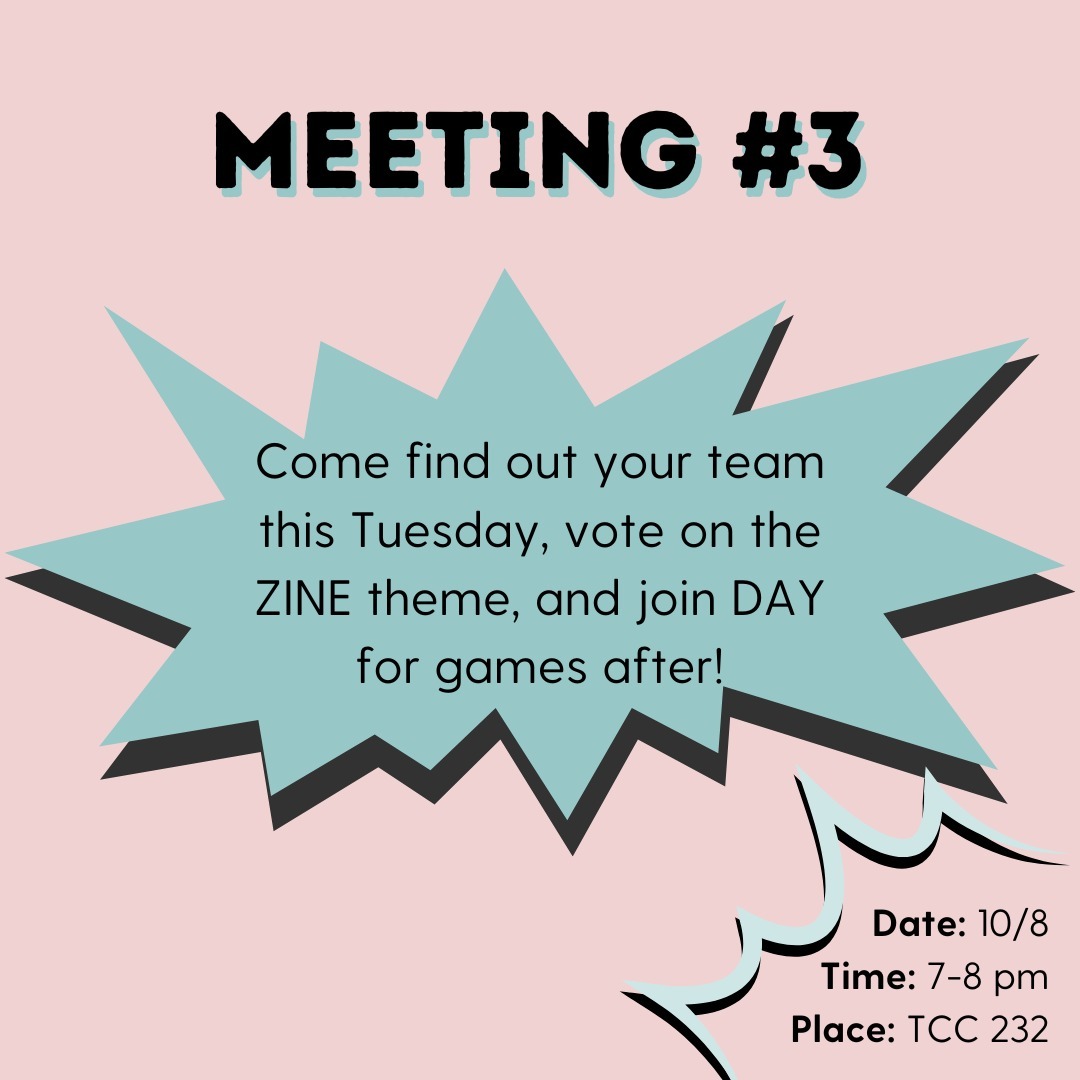 MEETING #3
Come find out your team
this Tuesday, vote on the
ZINE theme, and join DAY
for games after!
Date: 10/8
Time: 7-8 pm
Place: TCC 232